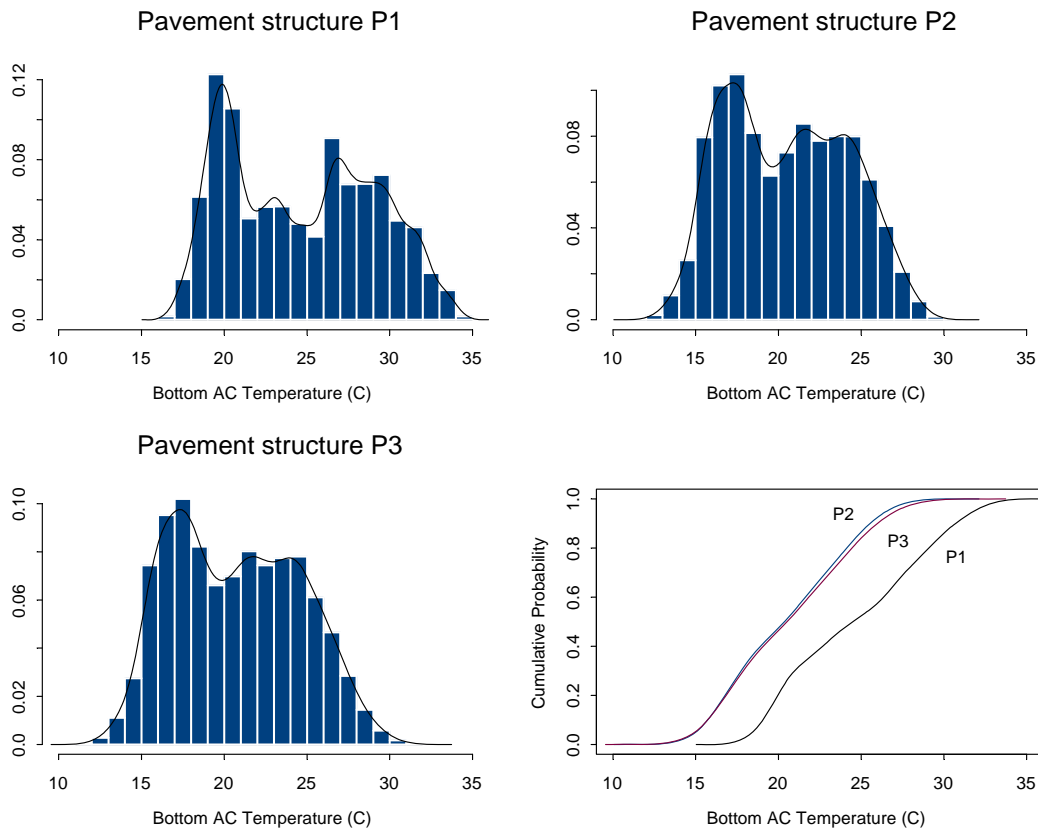 Pavement structure P1
0.12
0.08
0.04
0.0
10 15 20 25 30 35
Bottom AC Temperature (C)
Pavement structure P2
0.08
0.04
0.0
10 15 20 25 30 35
Bottom AC Temperature (C)
Pavement structure P3
0.10
0.06
0.02
0.0
10 15 20 25 30 35
Bottom AC Temperature (C)
Cumulative Probability
1.0
0.8
0.6
0.4
0.2
0.0
P2
P3
P1
10 15 20 25 30 35
Bottom AC Temperature (C)